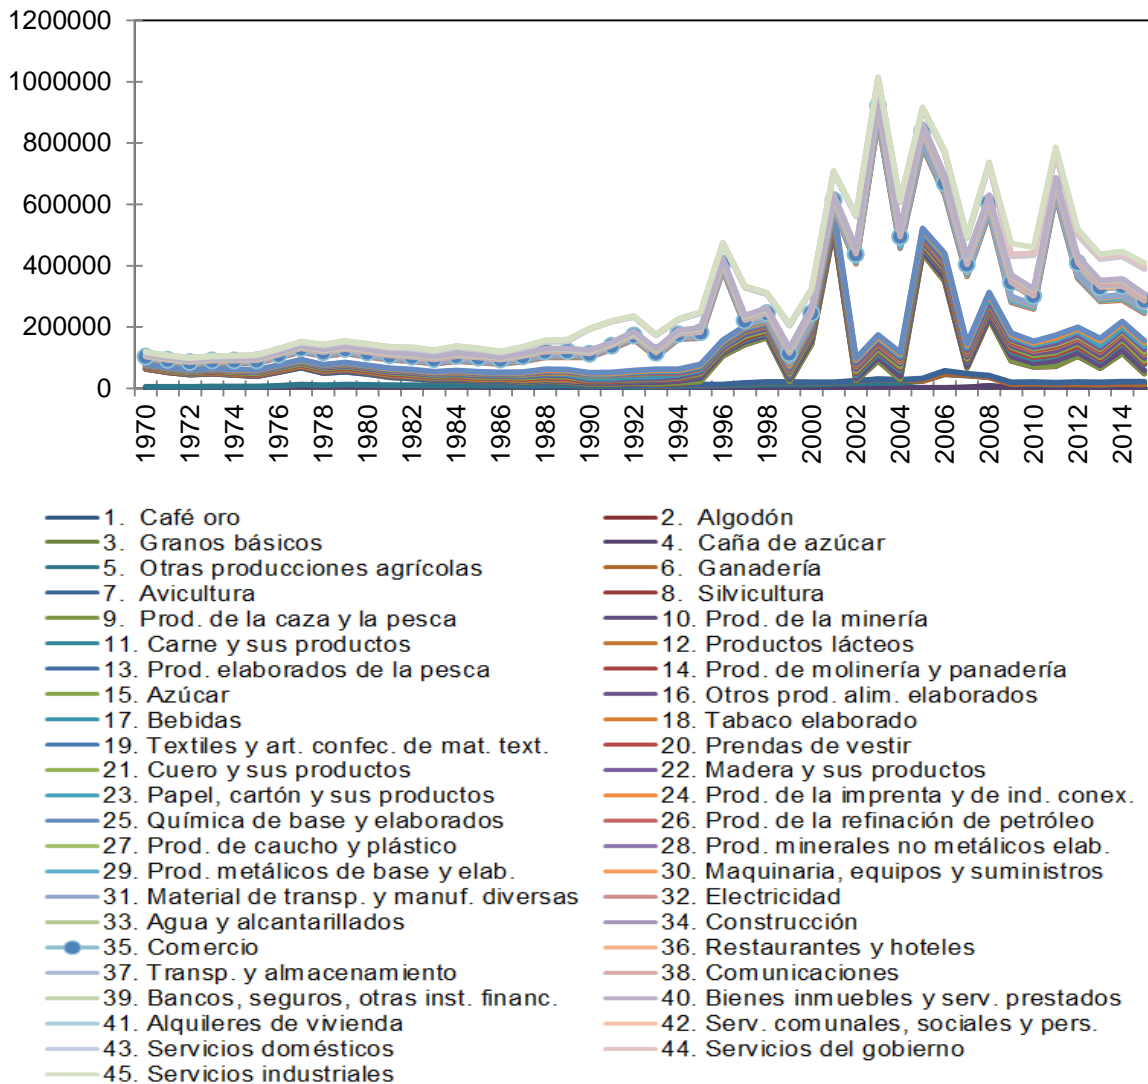 1200000
1000000
800000
600000
400000
200000
0
1970
1972
1974
1976
1978
1980
1982
1984
1986
1988
1990
1992
1994
1996
1998
2000
2002
2004
2006
2008
2010
2012
2014
1. Café oro
2. Algodón
3. Granos básicos
4. Caña de azúcar
5. Otras producciones agrícolas
6. Ganadería
7. Avicultura
8. Silvicultura
9. Prod. de la caza y la pesca
10. Prod. de la minería
11. Carne y sus productos
12. Productos lácteos
13. Prod. elaborados de la pesca
14. Prod. de molinería y panadería
15. Azúcar
16. Otros prod. alim. elaborados
17. Bebidas
18. Tabaco elaborado
19. Textiles y art. confec. de mat. text.
20. Prendas de vestir
21. Cuero y sus productos
22. Madera y sus productos
23. Papel, cartón y sus productos
24. Prod. de la imprenta y de ind. conex.
25. Química de base y elaborados
26. Prod. de la refinación de petróleo
27. Prod. de caucho y plástico
28. Prod. minerales no metálicos elab.
29. Prod. metálicos de base y elab.
30. Maquinaria, equipos y suministros
31. Material de transp. y manuf. diversas
32. Electricidad
33. Agua y alcantarillados
34. Construcción
35. Comercio
36. Restaurantes y hoteles
37. Transp. y almacenamiento
38. Comunicaciones
39. Bancos, seguros, otras inst. financ.
40. Bienes inmuebles y serv. prestados
41. Alquileres de vivienda
42. Serv. comunales, sociales y pers.
43. Servicios domésticos
44. Servicios del gobierno
45. Servicios industriales